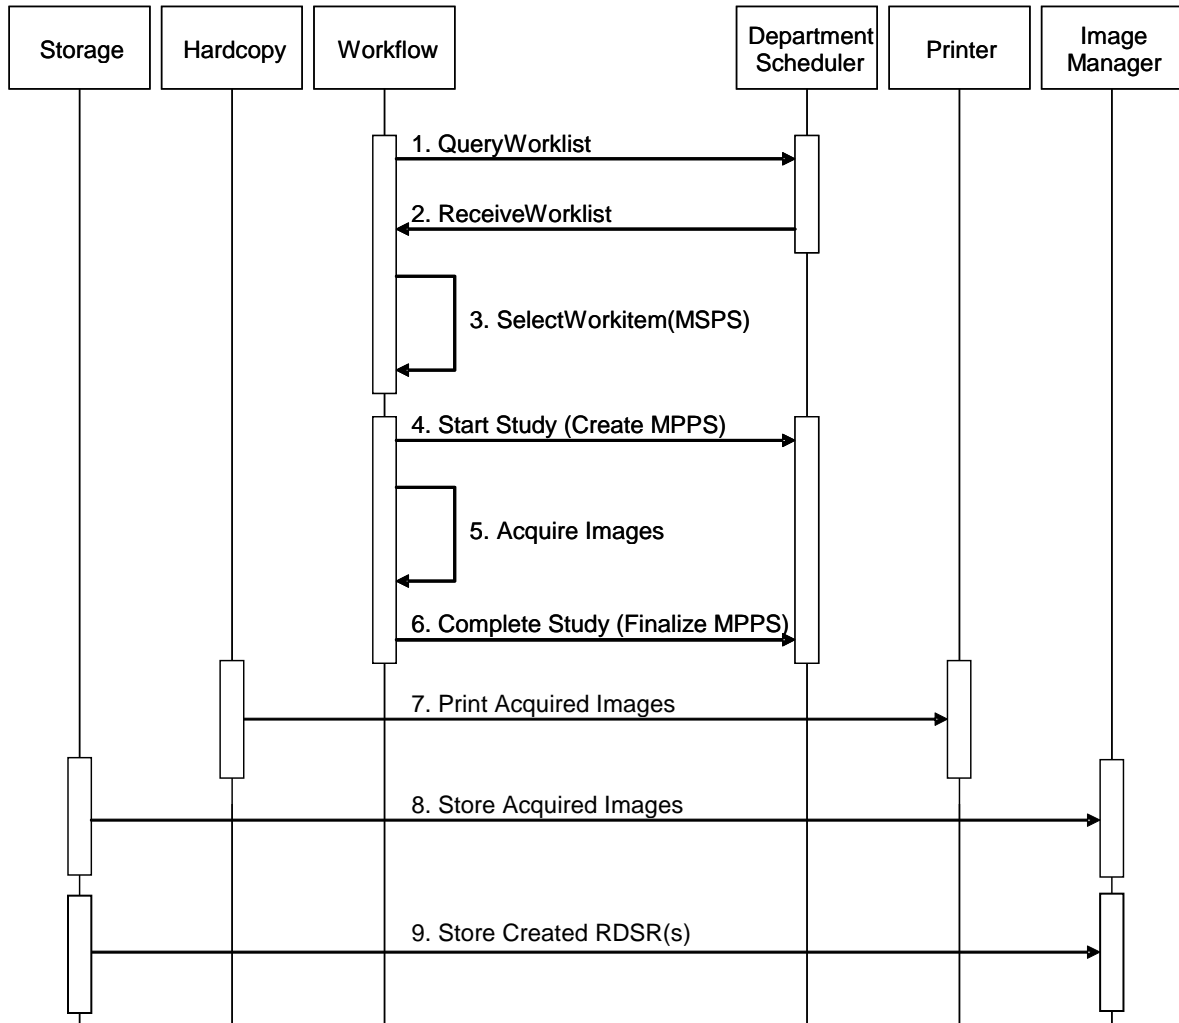 Storage
Hardcopy
Workflow
Department
Scheduler
Printer
Image
Manager
1. QueryWorklist
2. ReceiveWorklist
3. SelectWorkitem(MSPS)
4. Start Study (Create MPPS)
5. Acquire Images
6. Complete Study (Finalize MPPS)
7. Print Acquired Images
8. Store Acquired Images
9. Store Created RDSR(s)